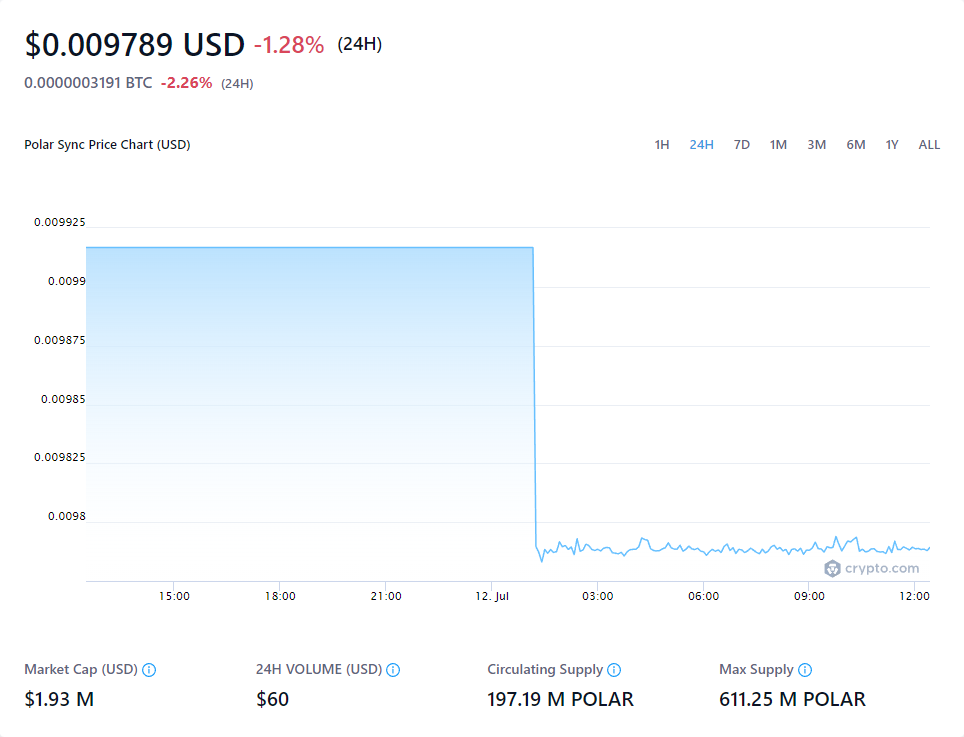 $0.009789 USD -1.28% (24H)
0.0000003191 BTC -2.26% (24H)
Polar Sync Price Chart (USD) 1H 24H 7D 1M 3M 6M 1Y ALL
0.009925
0.0099
0.009875
0.00985
0.009825
0.0098
crypto.com
15:00 18:00 21:00 12. Jul 03:00 06:00 09:00 12:00
Market Cap (USD) 24H VOLUME (USD) Circulating Supply Max Supply
$1.93 M $60 197.19 M POLAR 611.25 M POLAR